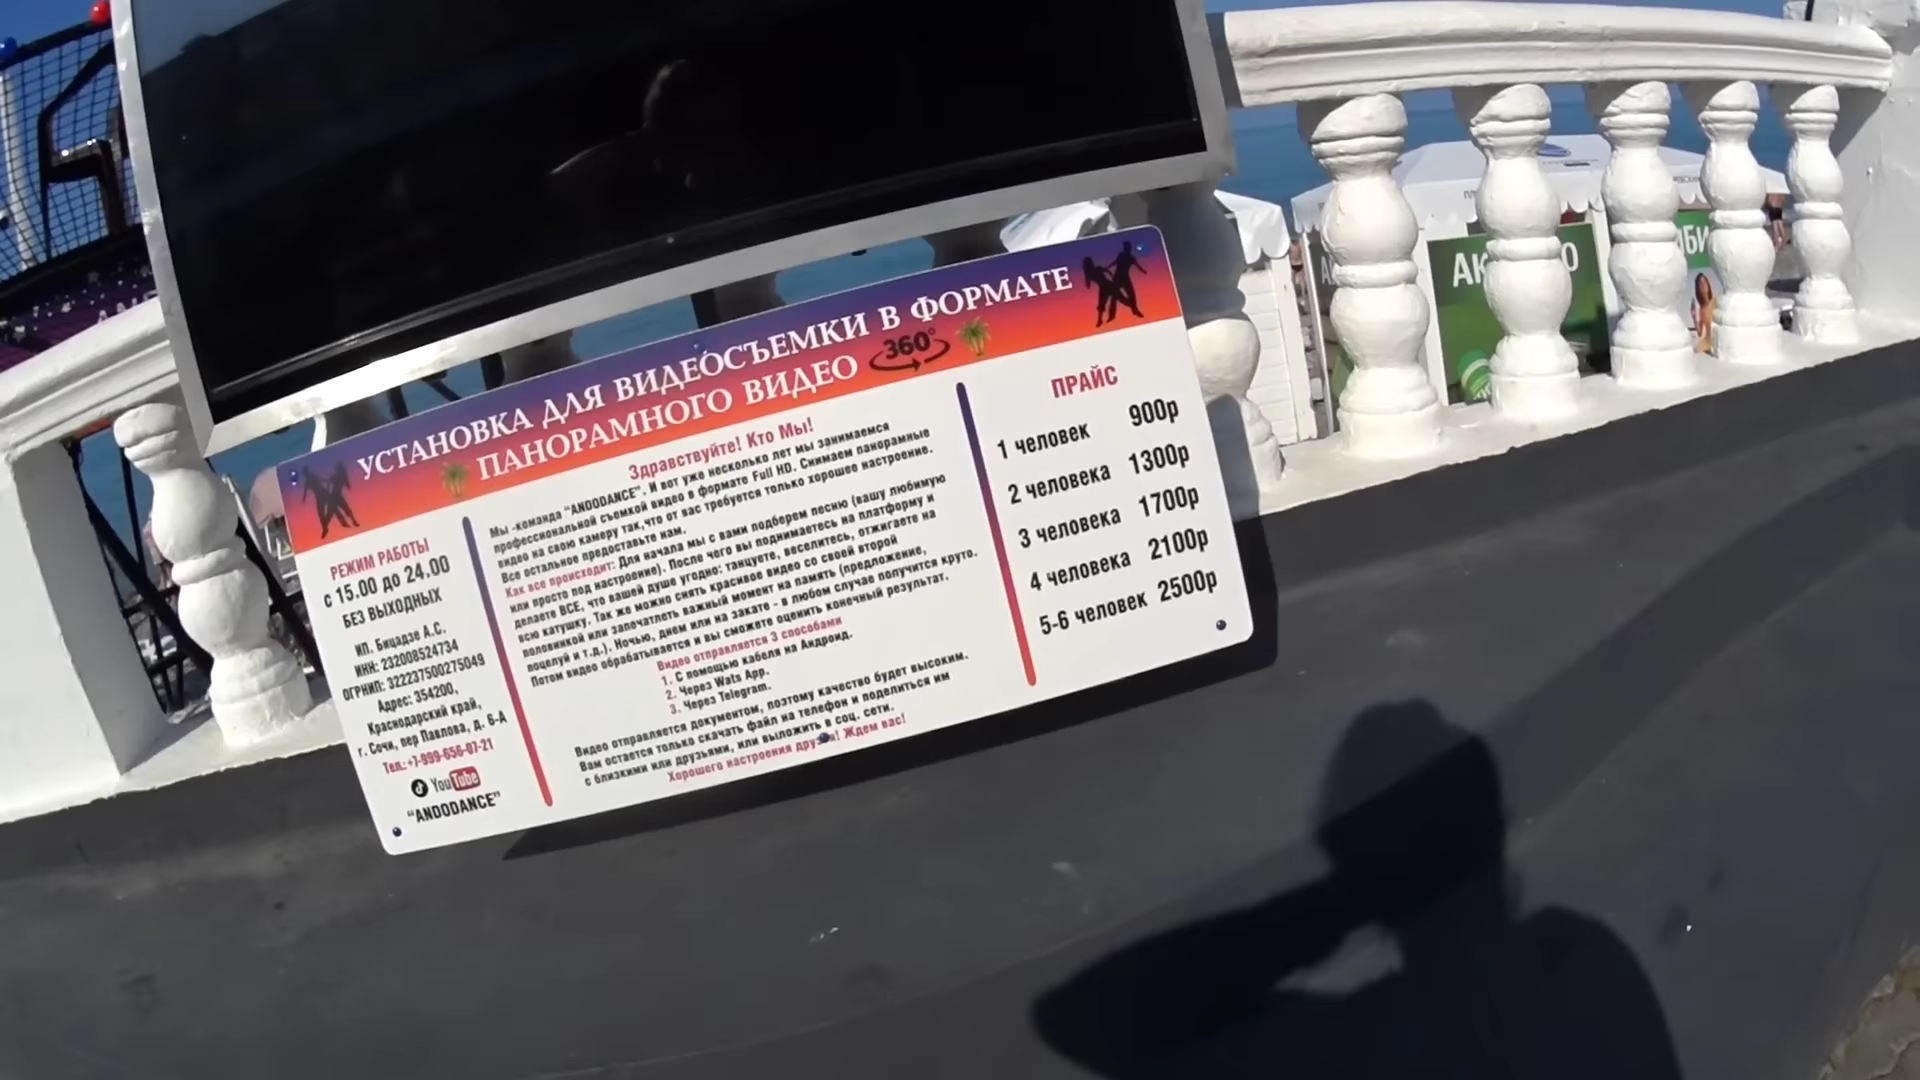 УСТАНОВКА ДЛЯ ВИДЕОСЪЕМКИ В ФОРМАТЕ
ПАНОРАМНОГО ВИДЕО 360°
РЕЖИМ РАБОТЫ
с 15.00 до 24.00
БЕЗ ВЫХОДНЫХ
ИП. Бицадзе А.С.
ИНН: 232008524734
ОГРНИП: 322237500275049
Адрес: 354200,
Краснодарский край,
г. Сочи, пер Павлова, д. 6-А
Тел.: +7-999-656-07-21
YouTube
"ANDODANCE"
Здравствуйте! Кто Мы!
Мы -команда "ANDODANCE". И вот уже несколько лет мы занимаемся
профессиональной съемкой видео в формате Full HD. Снимаем панорамные
видео на свою камеру так,что от вас требуется только хорошее настроение.
Все остальное предоставьте нам.
Как все происходит: Для начала мы с вами подберем песню (вашу любимую
или просто под настроение). После чего вы поднимаетесь на платформу и
делаете ВСЕ, что вашей душе угодно: танцуете, веселитесь, отжигаете на
всю катушку. Так же можно снять красивое видео со своей второй
половинкой или запечатлеть важный момент на память (предложение,
поцелуй и т.д.). Ночью, днем или на закате - в любом случае получится круто.
Потом видео обрабатывается и вы сможете оценить конечный результат.
Видео отправляется 3 способами
1. С помощью кабеля на Андроид.
2. Через Wats App.
3. Через Telegram.
Видео отправляется документом, поэтому качество будет высоким.
Вам остается только скачать файл на телефон и поделиться им
с близкими или друзьями, или выложить в соц. сети.
Хорошего настроения друзья! Ждем вас!
ПРАЙС
1 человек 900р
2 человека 1300р
3 человека 1700р
4 человека 2100р
5-6 человек 2500р